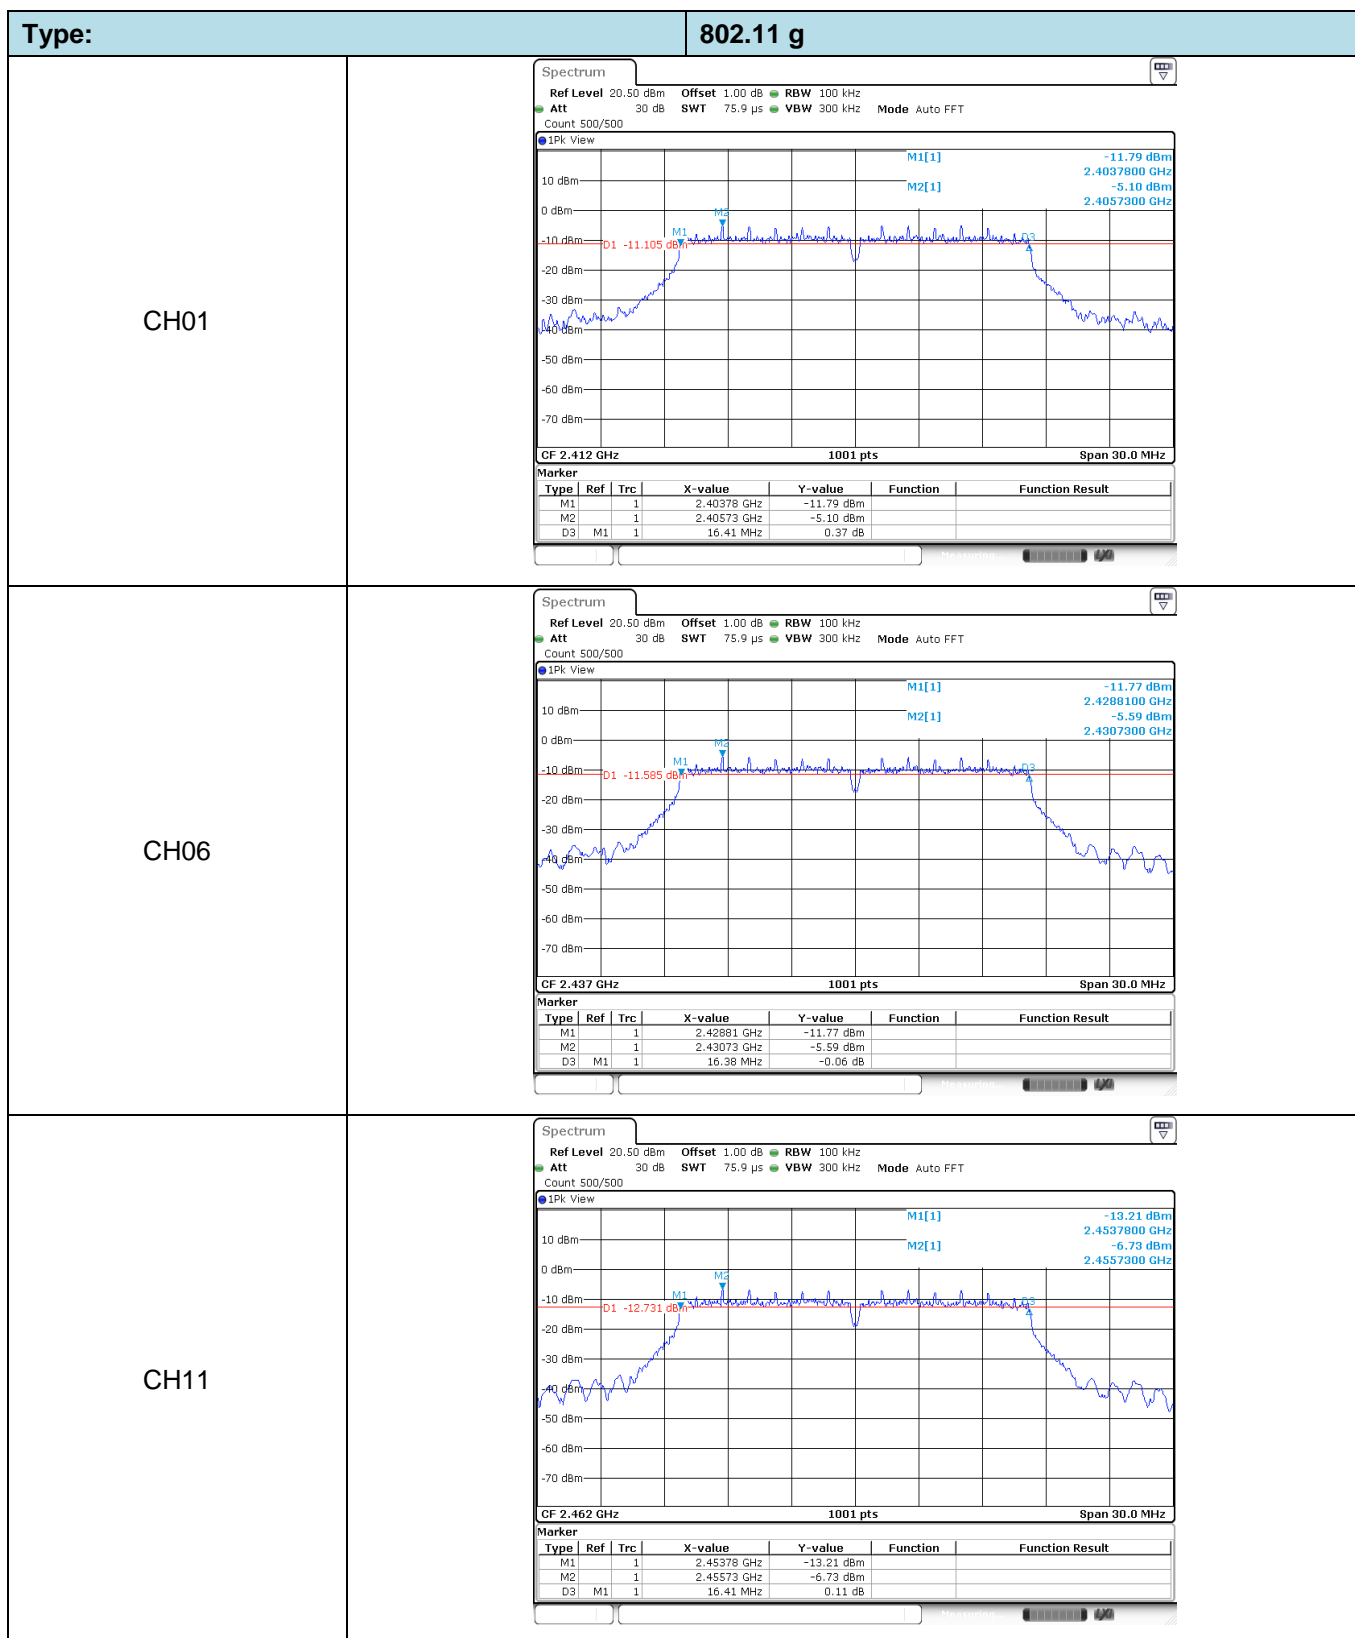 Type: 802.11 g
CH01
Spectrum
Ref Level 20.50 dBm Offset 1.00 dB RBW 100 kHz
Att 30 dB SWT 75.9 µs VBW 300 kHz Mode Auto FFT
Count 500/500
1Pk View
M1[1] -11.79 dBm
2.4037800 GHz
10 dBm
M2[1] -5.10 dBm
2.4057300 GHz
0 dBm
M2
M1
D3
-10 dBm
D1 -11.105 dBm
-20 dBm
-30 dBm
-40 dBm
-50 dBm
-60 dBm
-70 dBm
CF 2.412 GHz 1001 pts Span 30.0 MHz
Marker
Type Ref Trc X-value Y-value Function Function Result
M1 1 2.40378 GHz -11.79 dBm
M2 1 2.40573 GHz -5.10 dBm
D3 M1 1 16.41 MHz 0.37 dB
Measuring...
CH06
Spectrum
Ref Level 20.50 dBm Offset 1.00 dB RBW 100 kHz
Att 30 dB SWT 75.9 µs VBW 300 kHz Mode Auto FFT
Count 500/500
1Pk View
M1[1] -11.77 dBm
2.4288100 GHz
10 dBm
M2[1] -5.59 dBm
2.4307300 GHz
0 dBm
M2
M1
D3
-10 dBm
D1 -11.585 dBm
-20 dBm
-30 dBm
-40 dBm
-50 dBm
-60 dBm
-70 dBm
CF 2.437 GHz 1001 pts Span 30.0 MHz
Marker
Type Ref Trc X-value Y-value Function Function Result
M1 1 2.42881 GHz -11.77 dBm
M2 1 2.43073 GHz -5.59 dBm
D3 M1 1 16.38 MHz -0.06 dB
Measuring...
CH11
Spectrum
Ref Level 20.50 dBm Offset 1.00 dB RBW 100 kHz
Att 30 dB SWT 75.9 µs VBW 300 kHz Mode Auto FFT
Count 500/500
1Pk View
M1[1] -13.21 dBm
2.4537800 GHz
10 dBm
M2[1] -6.73 dBm
2.4557300 GHz
0 dBm
M2
M1
D3
-10 dBm
D1 -12.731 dBm
-20 dBm
-30 dBm
-40 dBm
-50 dBm
-60 dBm
-70 dBm
CF 2.462 GHz 1001 pts Span 30.0 MHz
Marker
Type Ref Trc X-value Y-value Function Function Result
M1 1 2.45378 GHz -13.21 dBm
M2 1 2.45573 GHz -6.73 dBm
D3 M1 1 16.41 MHz 0.11 dB
Measuring...